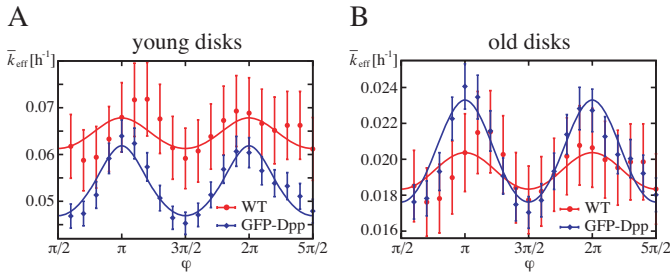 A
young disks
k̅eff [h-1]
0.07
0.06
0.05
WT
GFP-Dpp
π/2
π
3π/2
2π
5π/2
φ
B
old disks
k̅eff [h-1]
0.024
0.022
0.020
0.018
0.016
WT
GFP-Dpp
π/2
π
3π/2
2π
5π/2
φ